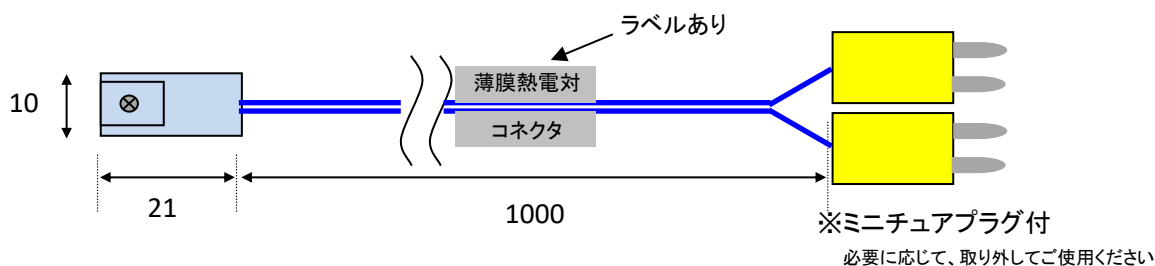 ラベルあり
薄膜熱電対
10
コネクタ
21
1000
※ミニチュアプラグ付
必要に応じて、取り外してご使用ください